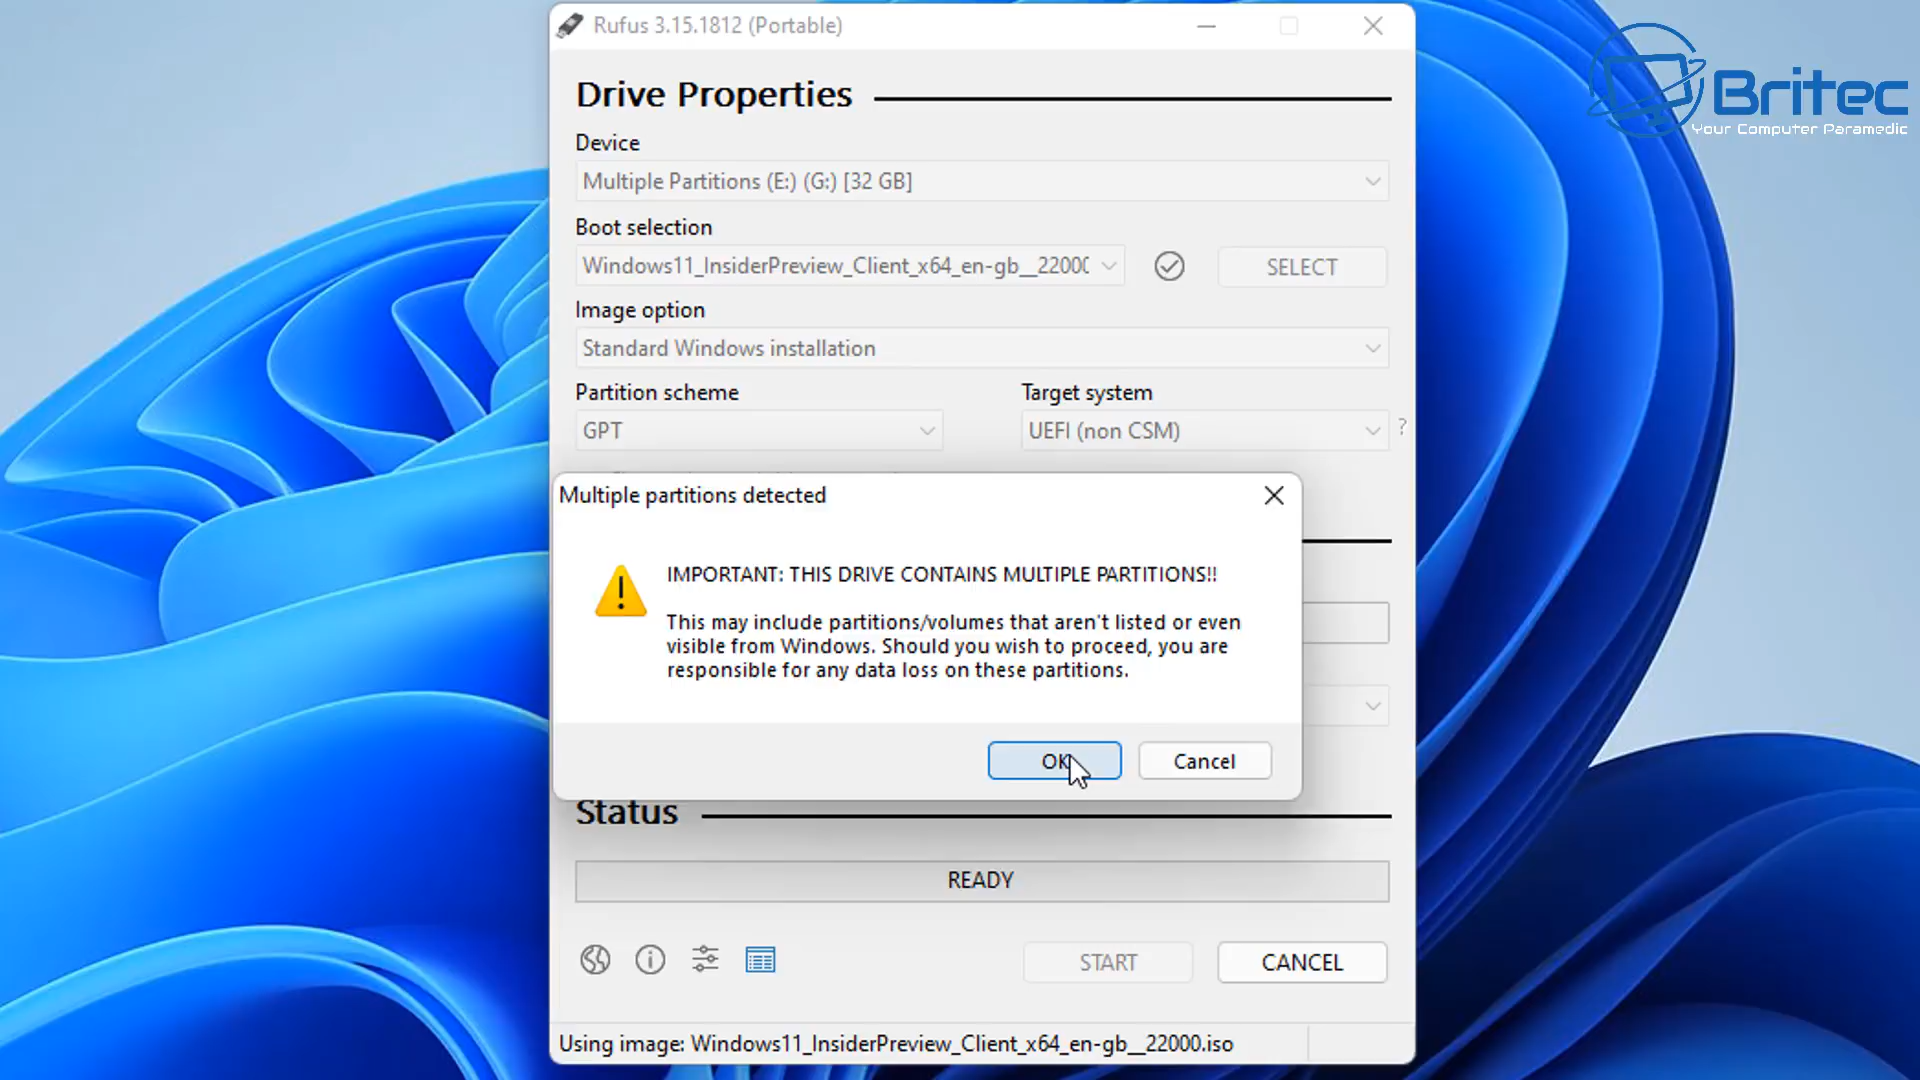 Rufus 3.15.1812 (Portable)
Britec
Your Computer Paramedic
Drive Properties
Device
Multiple Partitions (E:) (G:) [32 GB]
Boot selection
Windows11_InsiderPreview_Client_x64_en-gb__2200
SELECT
Image option
Standard Windows installation
Partition scheme
Target system
GPT
UEFI (non CSM)
?
Multiple partitions detected
IMPORTANT: THIS DRIVE CONTAINS MULTIPLE PARTITIONS!!
This may include partitions/volumes that aren't listed or even
visible from Windows. Should you wish to proceed, you are
responsible for any data loss on these partitions.
OK
Cancel
Status
READY
START
CANCEL
Using image: Windows11_InsiderPreview_Client_x64_en-gb__22000.iso